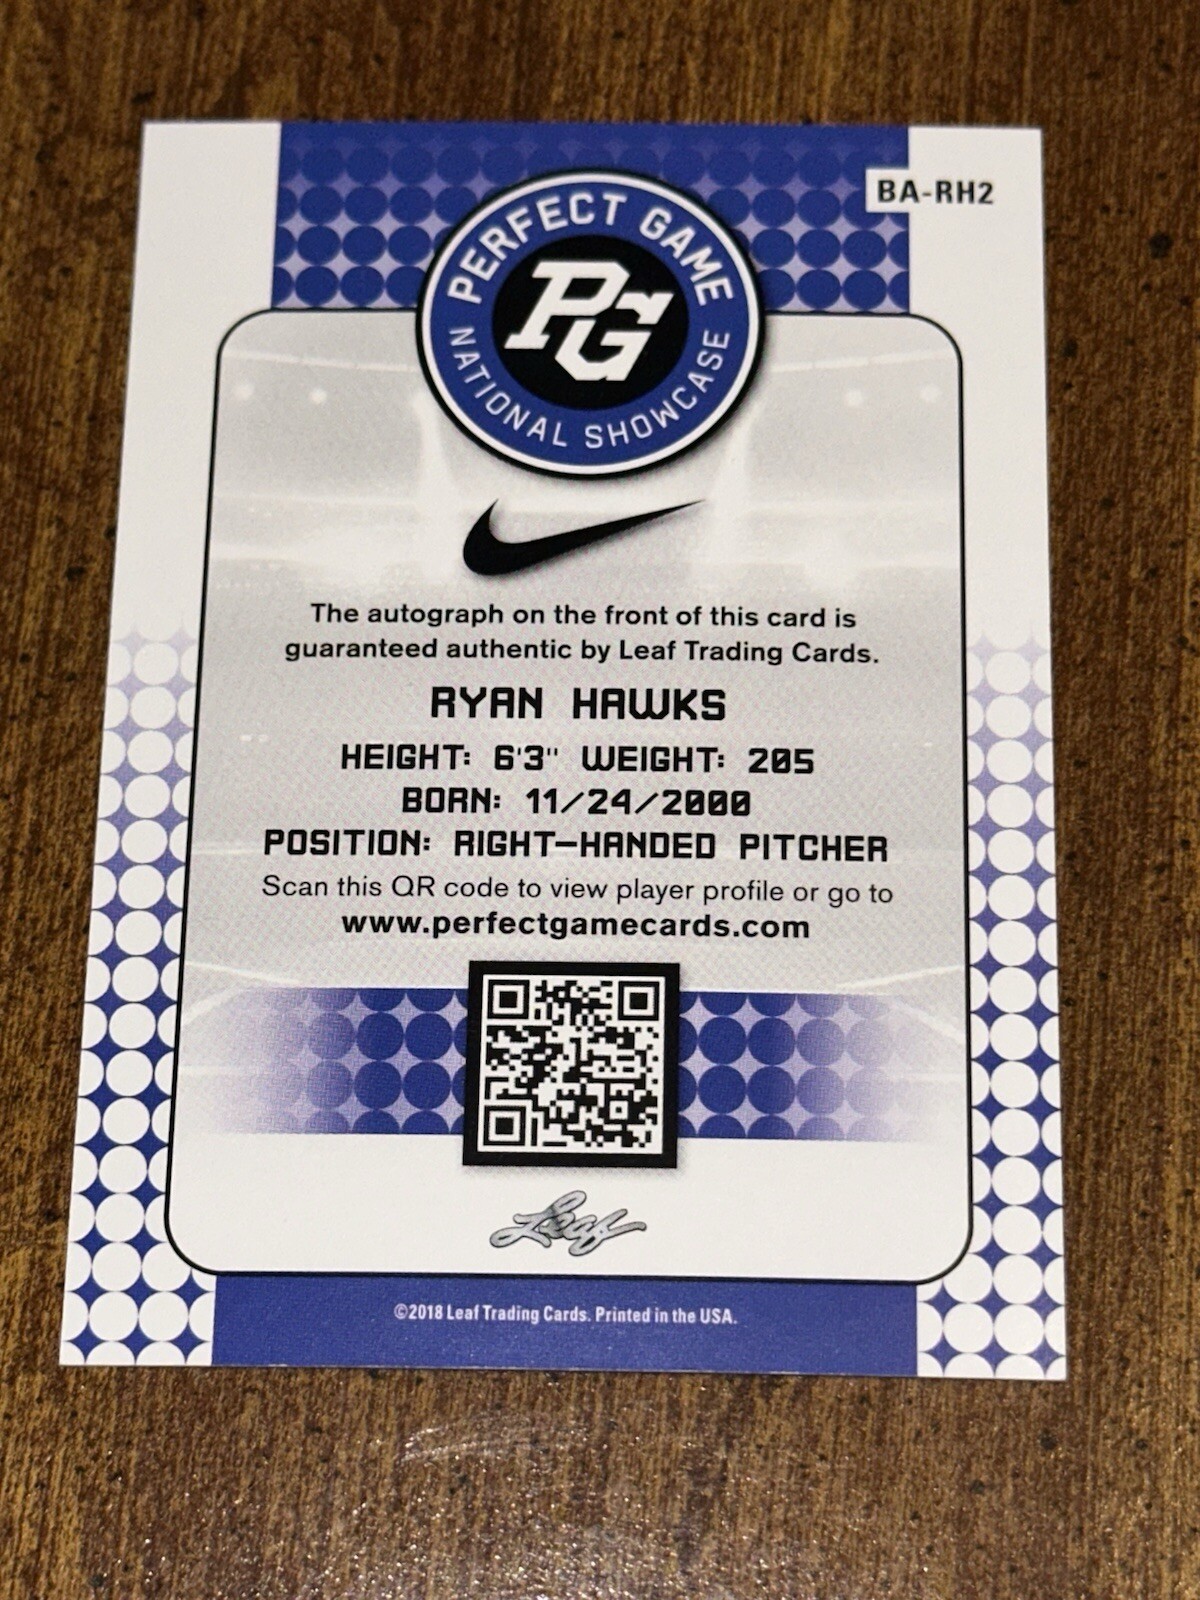 BA-RH2
PERFECT GAME
PG
NATIONAL SHOWCASE
The autograph on the front of this card is
guaranteed authentic by Leaf Trading Cards.
RYAN HAWKS
HEIGHT: 6'3" WEIGHT: 205
BORN: 11/24/2000
POSITION: RIGHT-HANDED PITCHER
Scan this QR code to view player profile or go to
www.perfectgamecards.com
Leaf
©2018 Leaf Trading Cards. Printed in the USA.